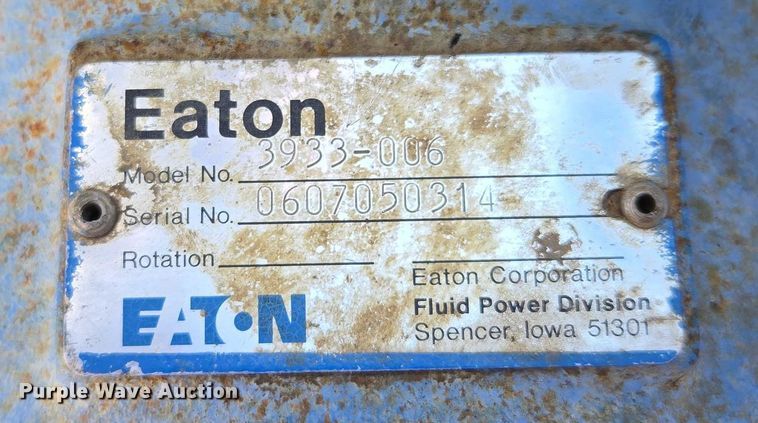 Eaton
Model No. 3933-006
Serial No. 0607050314
Rotation
Eaton Corporation
Fluid Power Division
Spencer, Iowa 51301
EATON
Purple Wave Auction